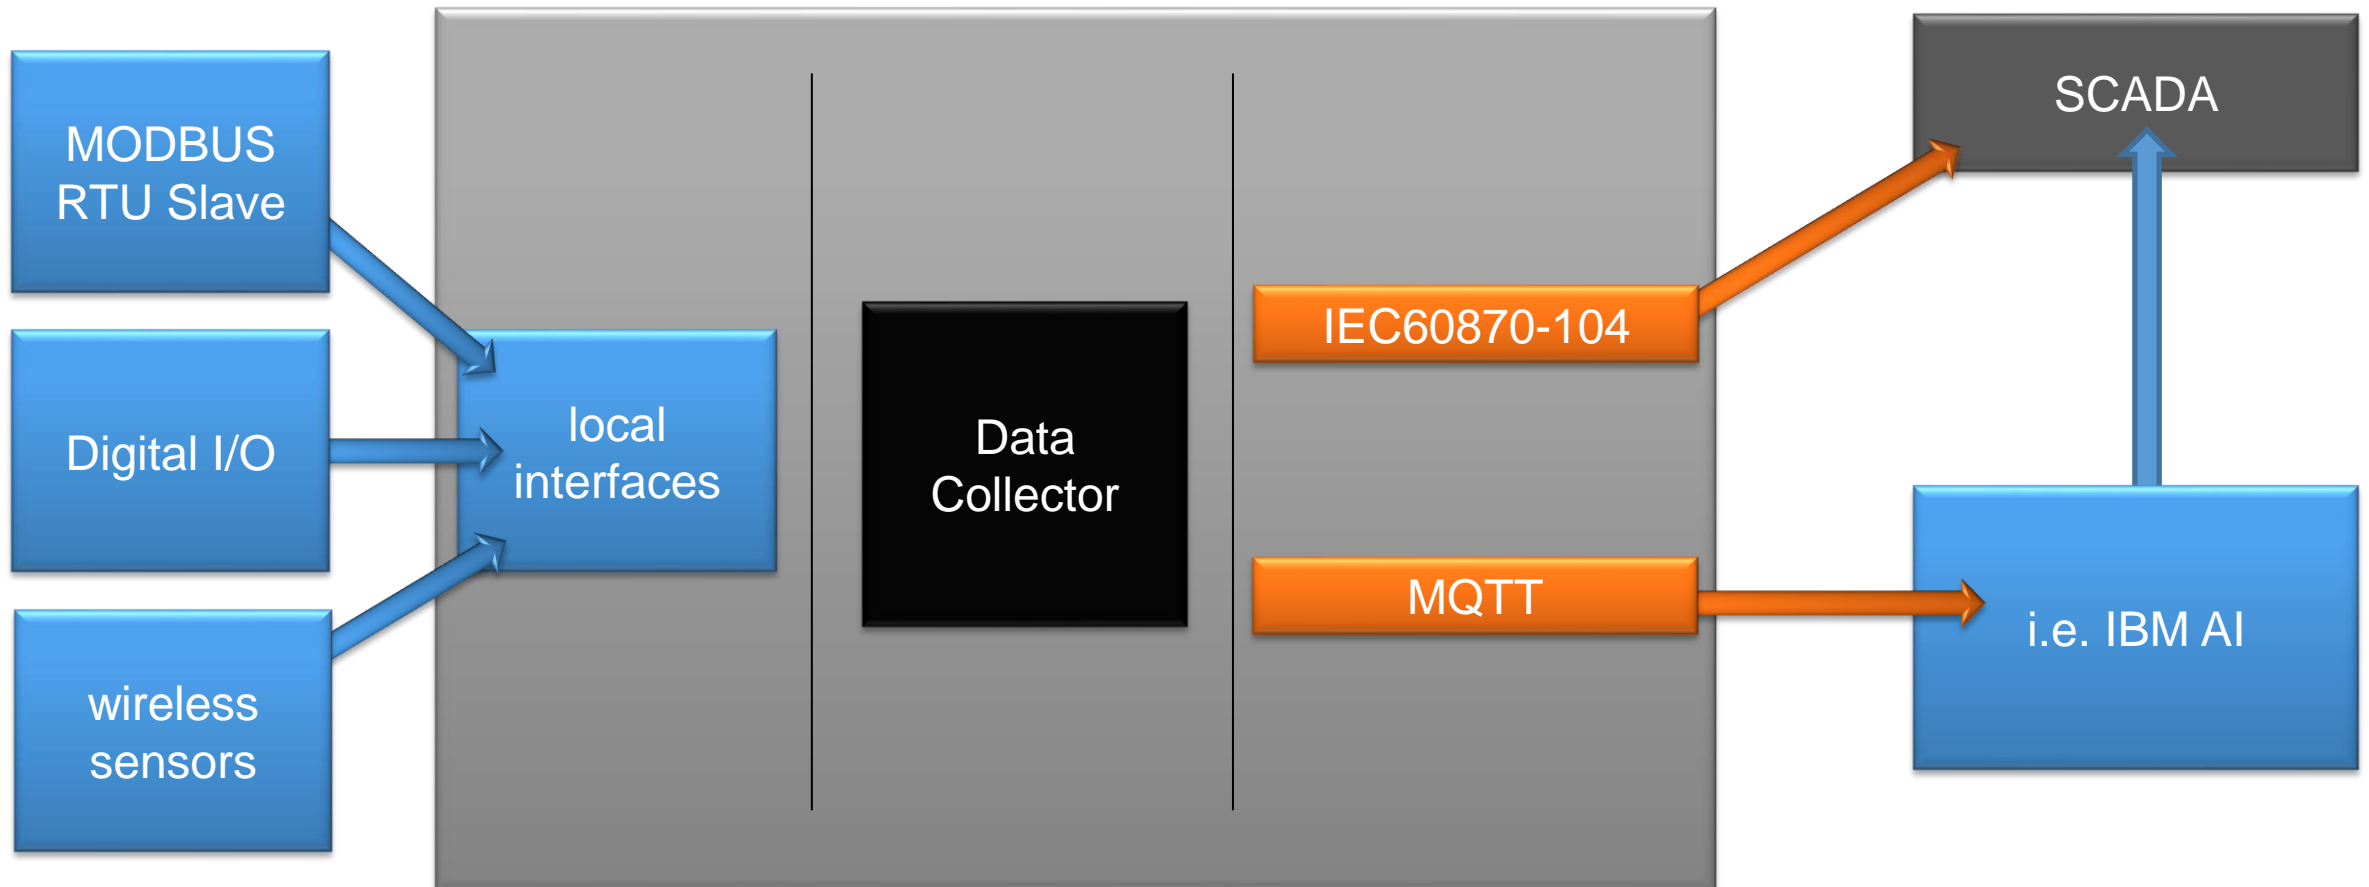 MODBUS
RTU Slave
Digital I/O
wireless
sensors
local
interfaces
Data
Collector
IEC60870-104
MQTT
SCADA
i.e. IBM AI